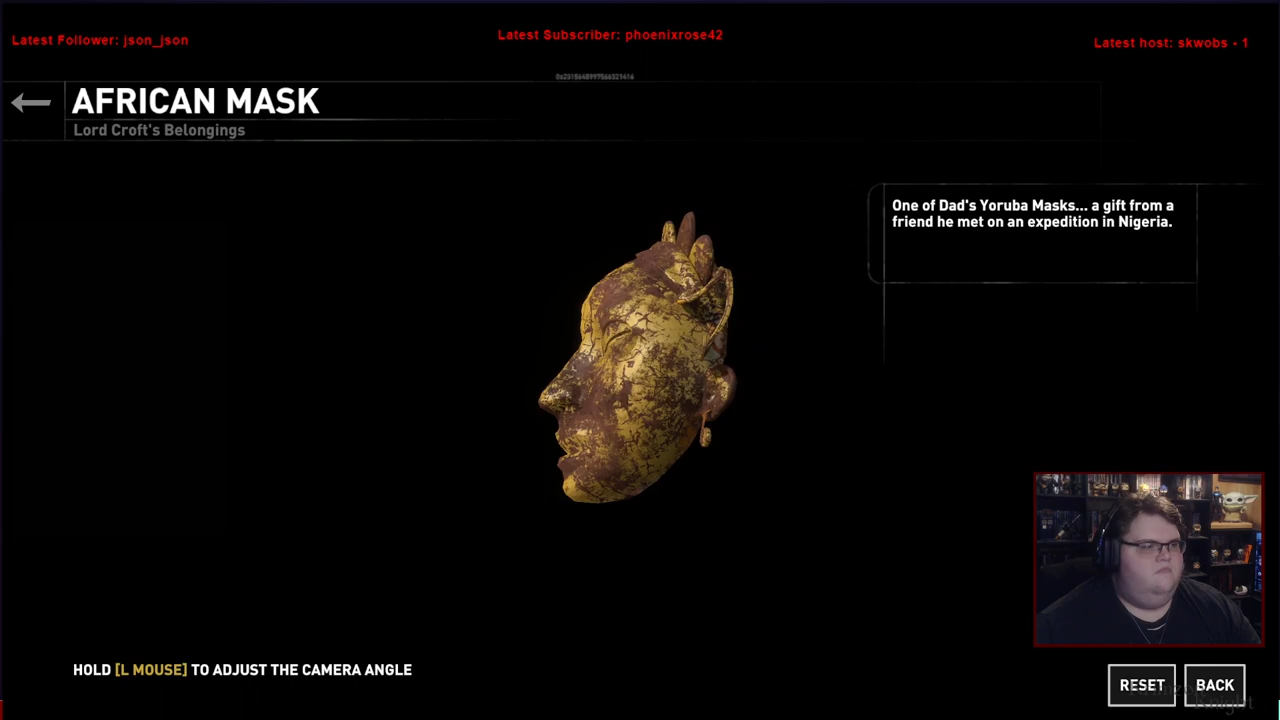 Latest Follower: json_json
Latest Subscriber: phoenixrose42
Latest host: skwobs - 1
AFRICAN MASK
Lord Croft's Belongings
One of Dad's Yoruba Masks... a gift from a
friend he met on an expedition in Nigeria.
HOLD [L MOUSE] TO ADJUST THE CAMERA ANGLE
RESET
BACK
Knight